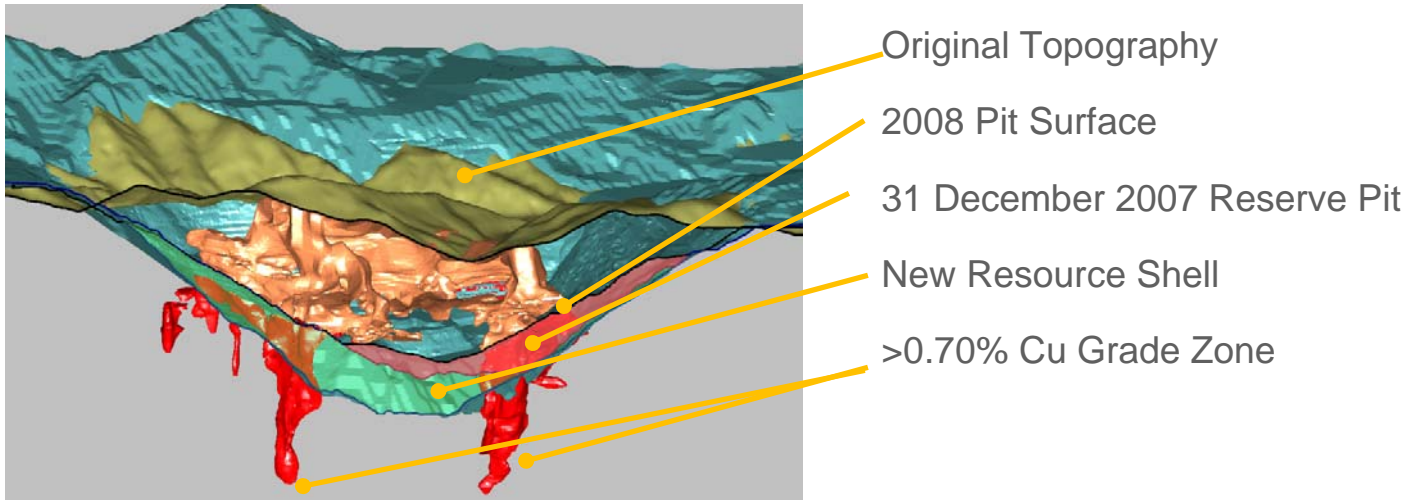 Original Topography
2008 Pit Surface
31 December 2007 Reserve Pit
New Resource Shell
>0.70% Cu Grade Zone